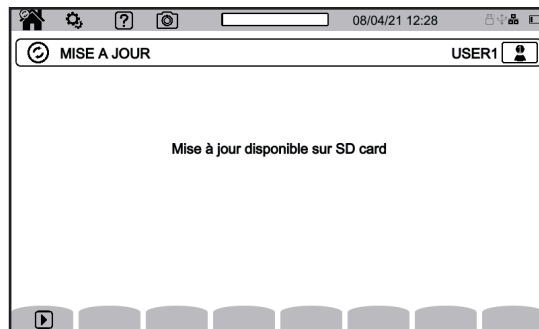 08/04/21 12:28
MISE A JOUR
USER1
Mise à jour disponible sur SD card